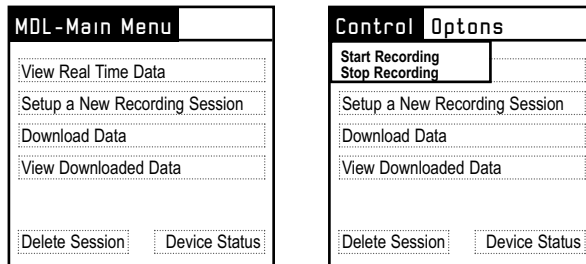 MDL-Main Menu
View Real Time Data
Setup a New Recording Session
Download Data
View Downloaded Data
Delete Session
Device Status
Control Optons
Start Recording
Stop Recording
Setup a New Recording Session
Download Data
View Downloaded Data
Delete Session
Device Status